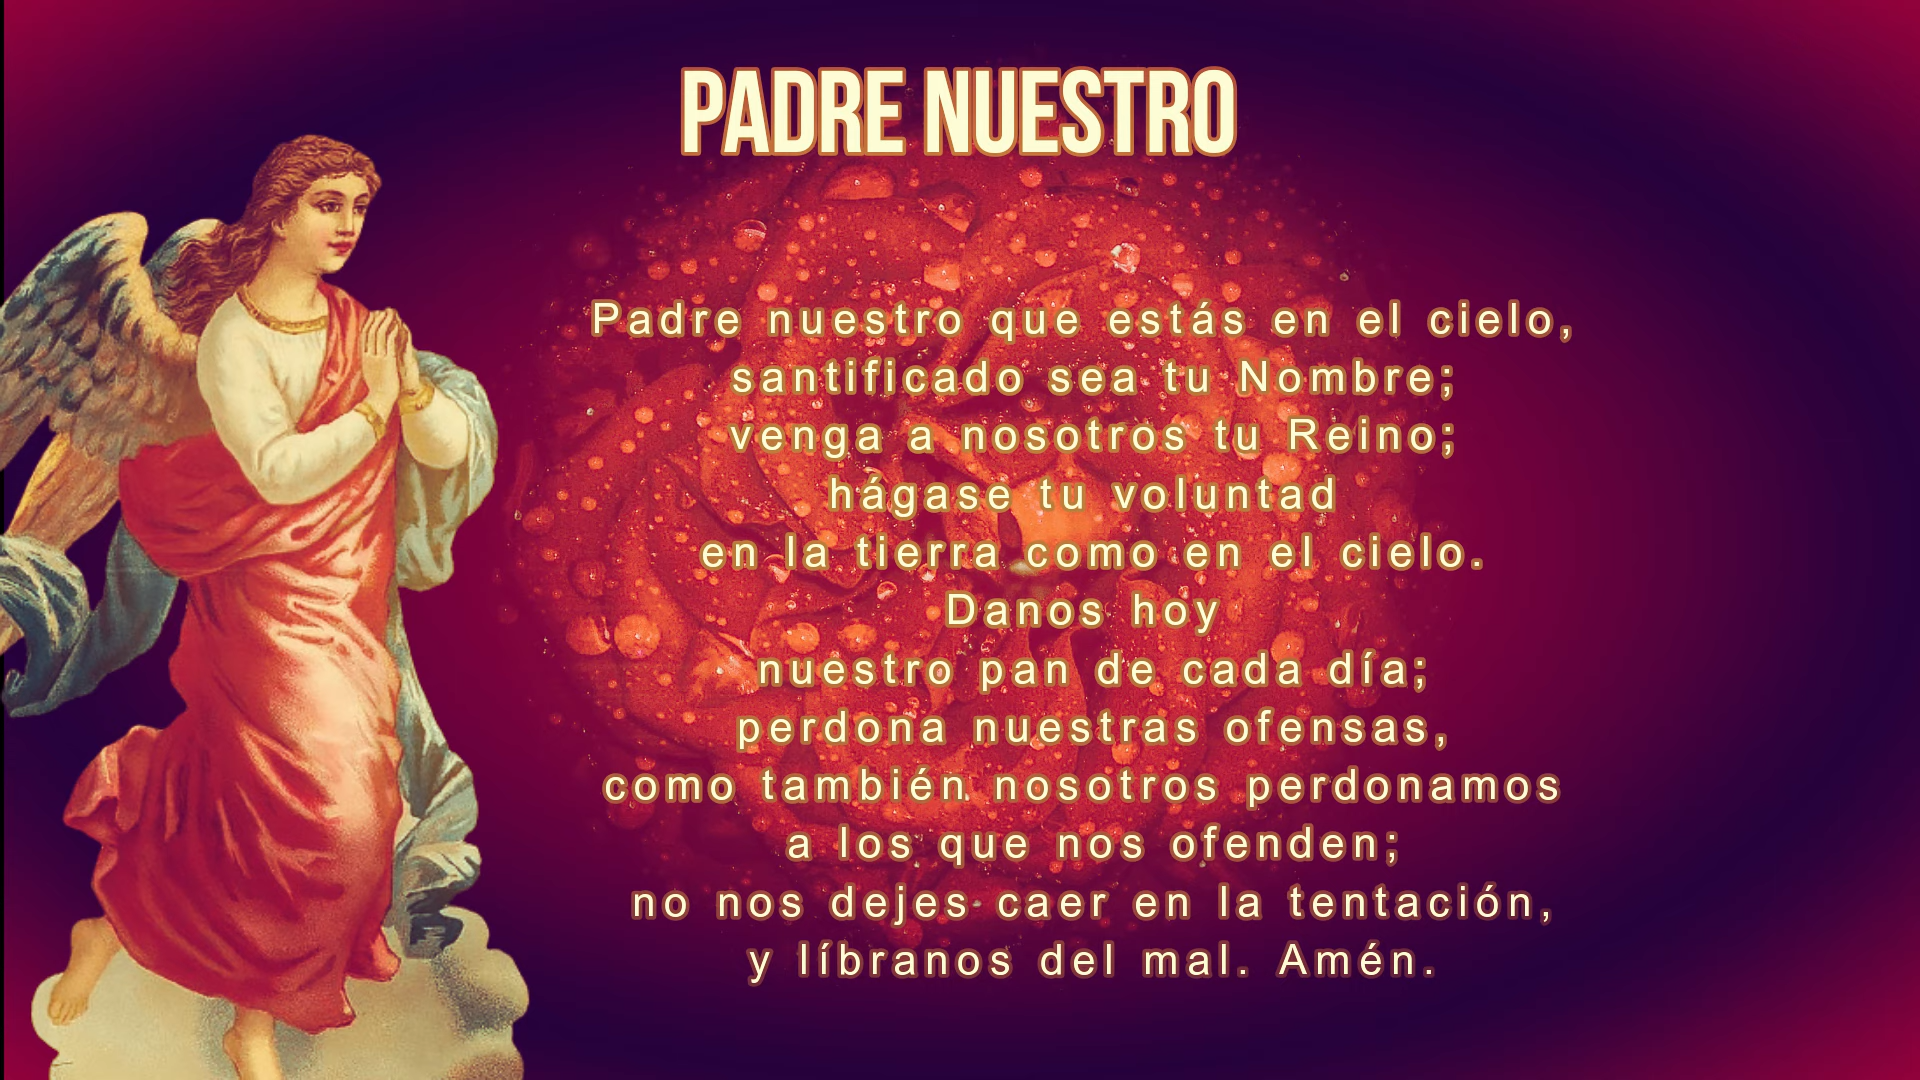 PADRE NUESTRO
Padre nuestro que estás en el cielo,
santificado sea tu Nombre;
venga a nosotros tu Reino;
hágase tu voluntad
en la tierra como en el cielo.
Danos hoy
nuestro pan de cada día;
perdona nuestras ofensas,
como también nosotros perdonamos
a los que nos ofenden;
no nos dejes caer en la tentación,
y líbranos del mal. Amén.